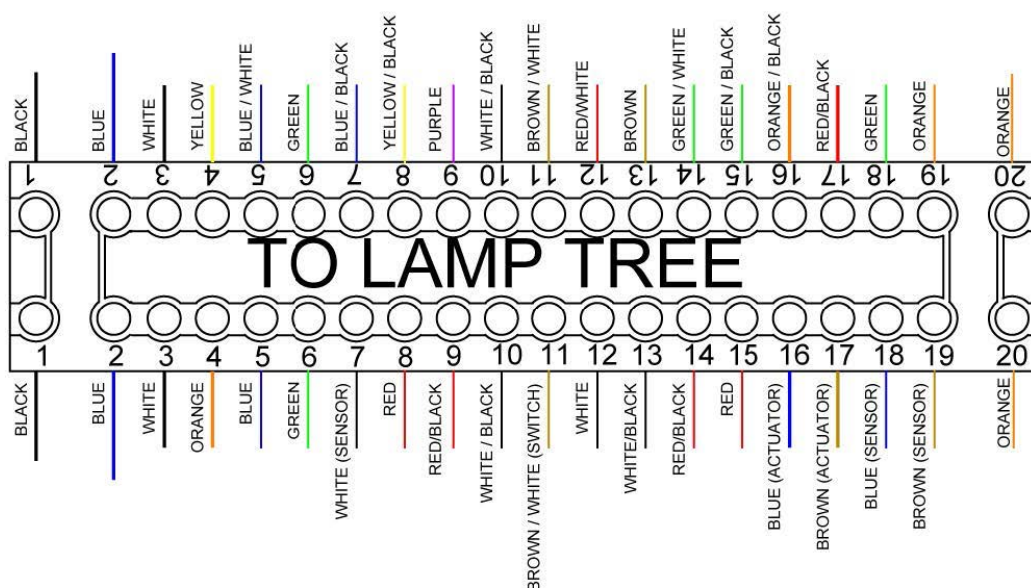 BLACK BLUE WHITE YELLOW BLUE / WHITE GREEN BLUE / BLACK YELLOW / BLACK PURPLE WHITE / BLACK BROWN / WHITE RED/WHITE BROWN GREEN / WHITE GREEN / BLACK ORANGE / BLACK RED/BLACK GREEN ORANGE ORANGE
1 2 3 4 5 6 7 8 9 10 11 12 13 14 15 16 17 18 19 20
TO LAMP TREE
1 2 3 4 5 6 7 8 9 10 11 12 13 14 15 16 17 18 19 20
BLACK BLUE WHITE ORANGE BLUE GREEN WHITE (SENSOR) RED RED/BLACK WHITE / BLACK BROWN / WHITE (SWITCH) WHITE WHITE/BLACK RED/BLACK RED BLUE (ACTUATOR) BROWN (ACTUATOR) BLUE (SENSOR) BROWN (SENSOR) ORANGE